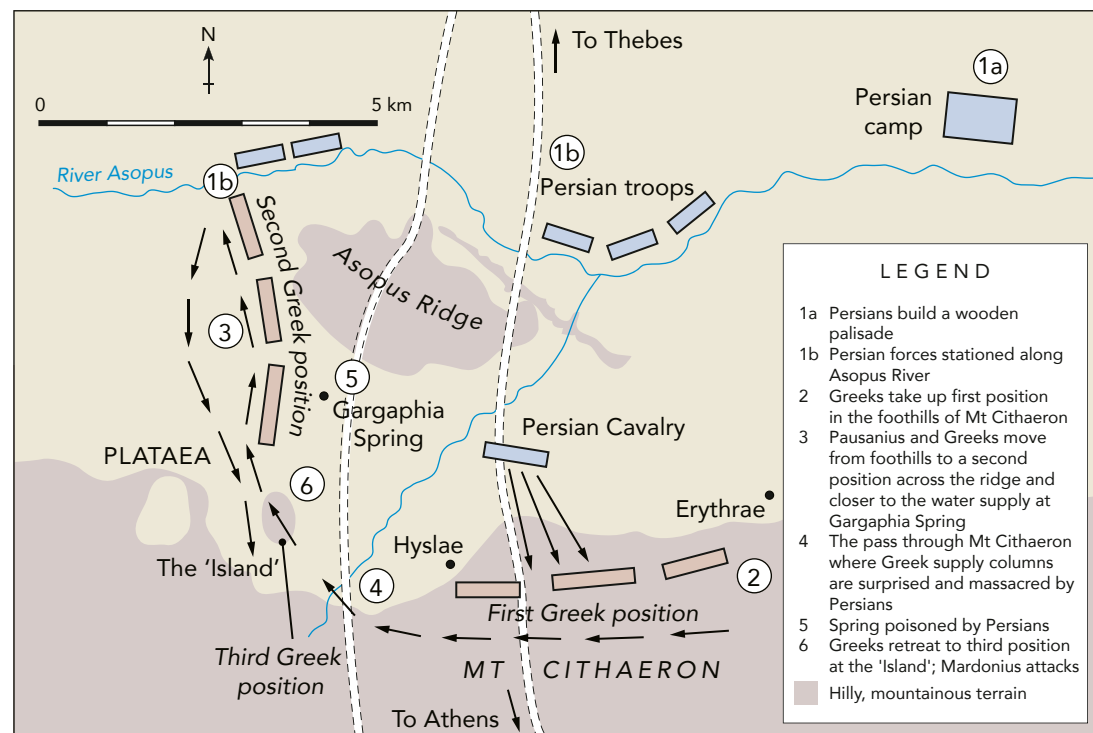 N
0
5 km
To Thebes
1a
Persian
camp
River Asopus
1b
1b
Persian troops
Second Greek position
Asopus Ridge
3
5
Gargaphia
Spring
Persian Cavalry
PLATAEA
6
Erythrae
The 'Island'
Hyslae
4
2
First Greek position
Third Greek
position
MT CITHAERON
To Athens
LEGEND
1a Persians build a wooden
palisade
1b Persian forces stationed along
Asopus River
2 Greeks take up first position
in the foothills of Mt Cithaeron
3 Pausanius and Greeks move
from foothills to a second
position across the ridge and
closer to the water supply at
Gargaphia Spring
4 The pass through Mt Cithaeron
where Greek supply columns
are surprised and massacred by
Persians
5 Spring poisoned by Persians
6 Greeks retreat to third position
at the 'Island'; Mardonius attacks
Hilly, mountainous terrain